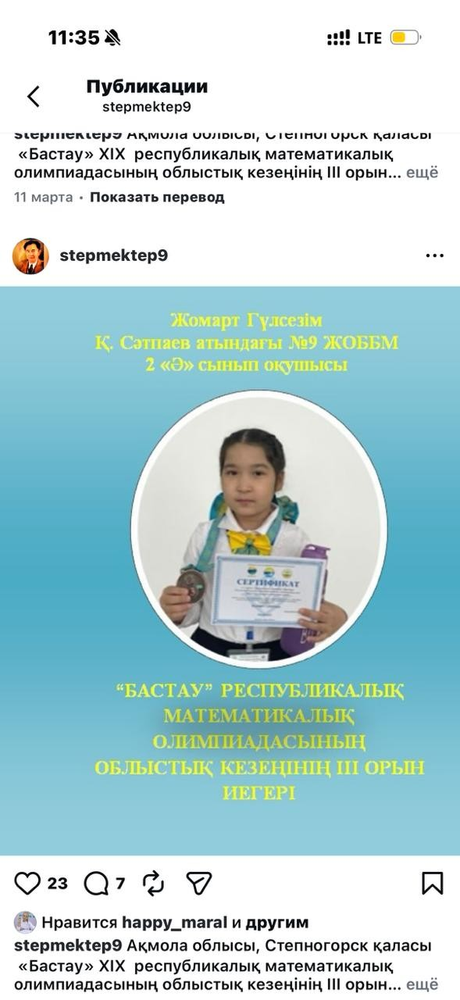 11:35
LTE
Публикации
stepmektep9
stepmektep9 Ақмола облысы, Степногорск қаласы
«Бастау» XIX республикалық математикалық
олимпиадасының облыстық кезеңінің III орын... ещё
11 марта • Показать перевод
stepmektep9
Жомарт Гүлсезім
Қ. Сәтпаев атындағы №9 ЖОББМ
2 «Ә» сынып оқушысы
СЕРТИФИКАТ
“БАСТАУ” РЕСПУБЛИКАЛЫҚ
МАТЕМАТИКАЛЫҚ
ОЛИМПИАДАСЫНЫҢ
ОБЛЫСТЫҚ КЕЗЕҢІНІҢ III ОРЫН
ИЕГЕРІ
23
7
Нравится happy_maral и другим
stepmektep9 Ақмола облысы, Степногорск қаласы
«Бастау» XIX республикалық математикалық
олимпиадасының облыстық кезеңінің III орын... ещё